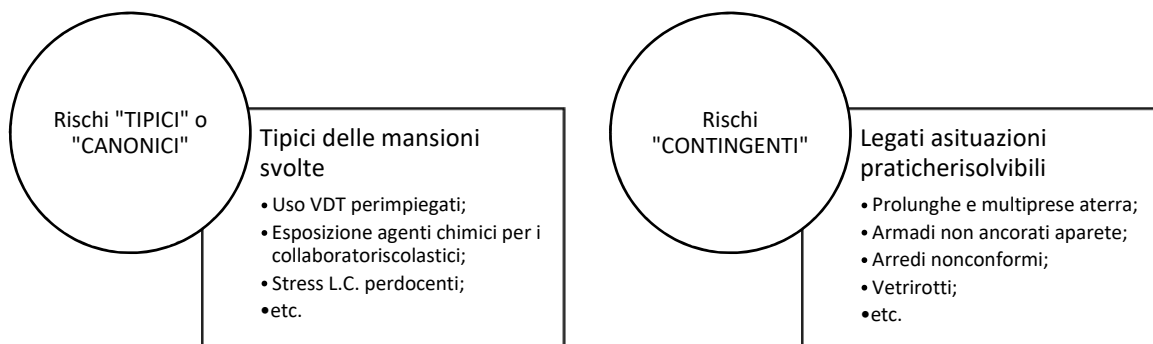 Rischi "TIPICI" o
"CANONICI"
Tipici delle mansioni
svolte
• Uso VDT perimpiegati;
• Esposizione agenti chimici per i
collaboratoriscolastici;
• Stress L.C. perdocenti;
•etc.
Rischi
"CONTINGENTI"
Legati asituazioni
praticherisolvibili
• Prolunghe e multiprese aterra;
• Armadi non ancorati aparete;
• Arredi nonconformi;
• Vetrirotti;
•etc.